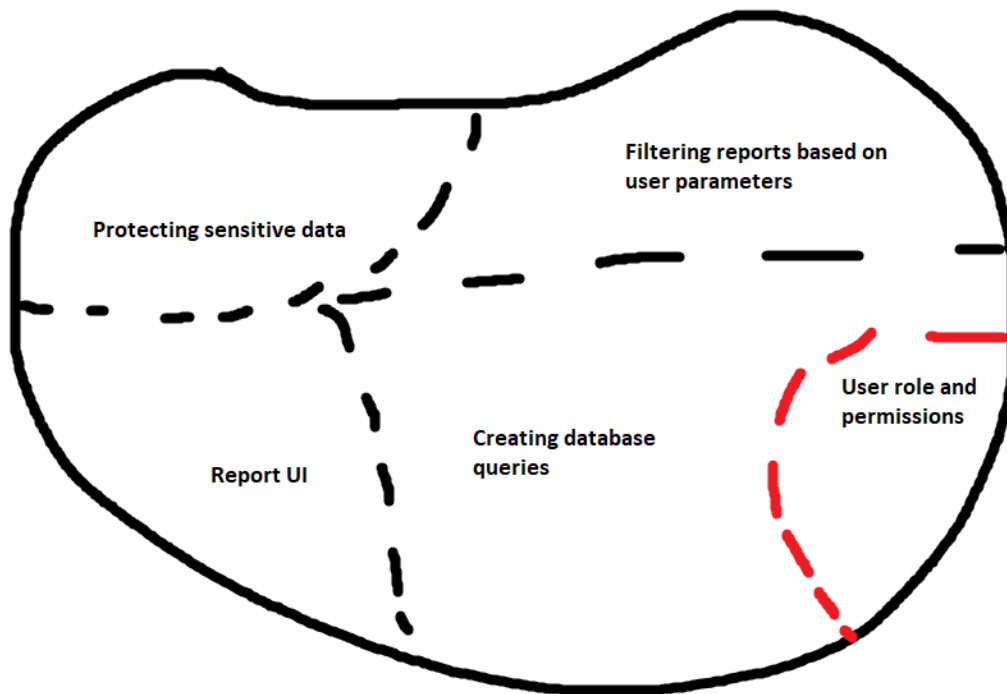 Filtering reports based on
user parameters
Protecting sensitive data
User role and
permissions
Creating database
queries
Report UI